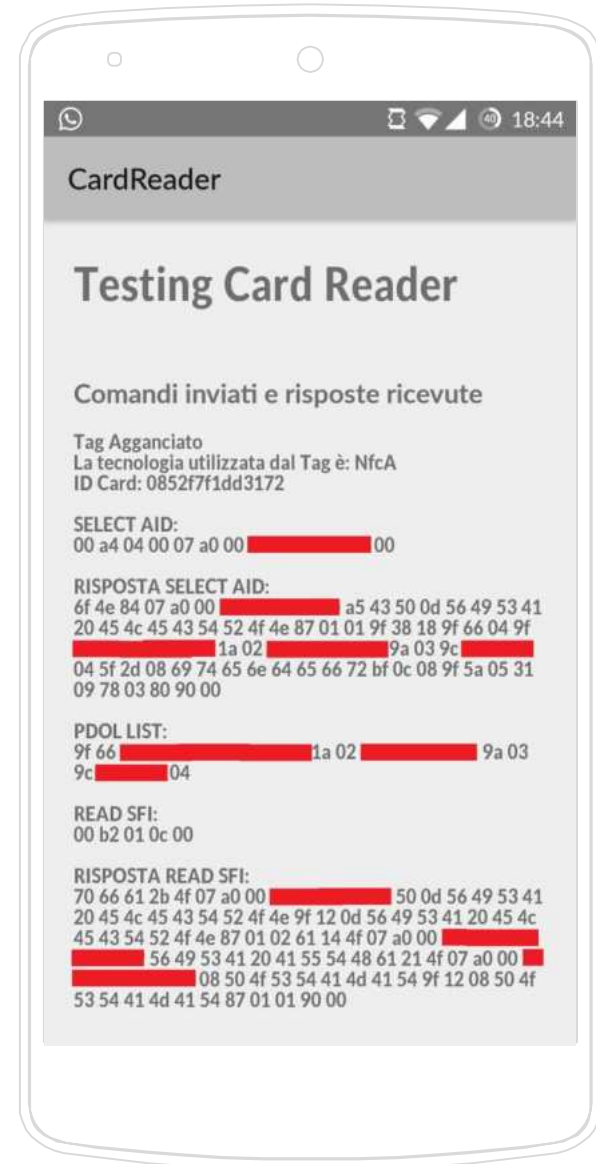 40 18:44
CardReader
Testing Card Reader
Comandi inviati e risposte ricevute
Tag Agganciato
La tecnologia utilizzata dal Tag è: NfcA
ID Card: 0852f7f1dd3172
SELECT AID:
00 a4 04 00 07 a0 00 00
RISPOSTA SELECT AID:
6f 4e 84 07 a0 00 a5 43 50 0d 56 49 53 41
20 45 4c 45 43 54 52 4f 4e 87 01 01 9f 38 18 9f 66 04 9f
1a 02 9a 03 9c
04 5f 2d 08 69 74 65 6e 64 65 66 72 bf 0c 08 9f 5a 05 31
09 78 03 80 90 00
PDOL LIST:
9f 66 1a 02 9a 03
9c 04
READ SFI:
00 b2 01 0c 00
RISPOSTA READ SFI:
70 66 61 2b 4f 07 a0 00 50 0d 56 49 53 41
20 45 4c 45 43 54 52 4f 4e 9f 12 0d 56 49 53 41 20 45 4c
45 43 54 52 4f 4e 87 01 02 61 14 4f 07 a0 00
56 49 53 41 20 41 55 54 48 61 21 4f 07 a0 00
08 50 4f 53 54 41 4d 41 54 9f 12 08 50 4f
53 54 41 4d 41 54 87 01 01 90 00